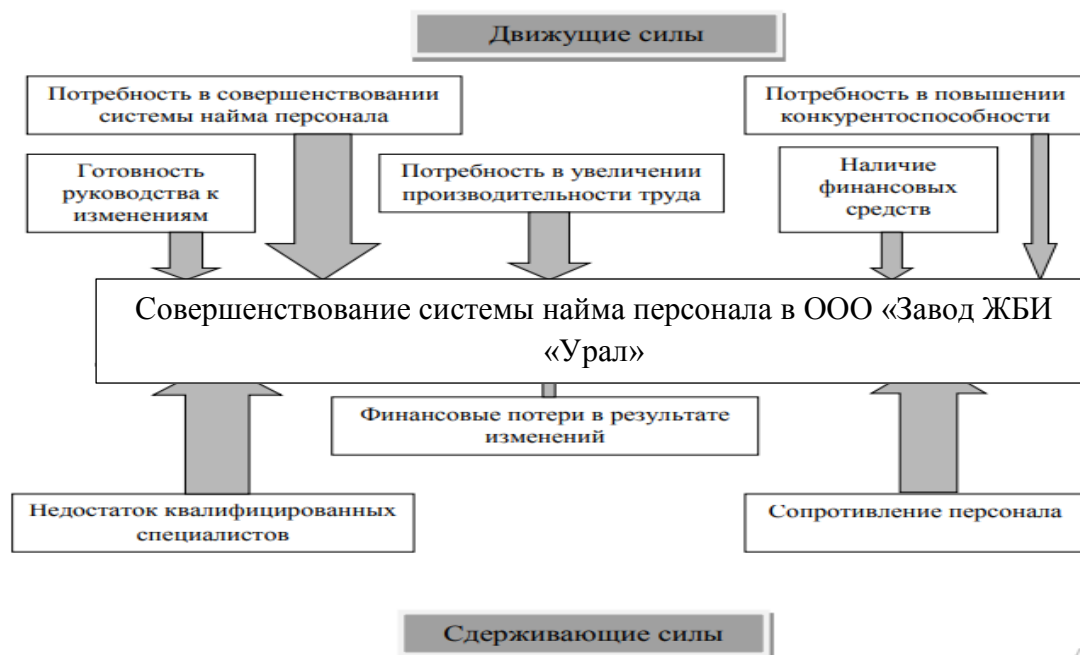 Движущие силы
Потребность в совершенствовании
системы найма персонала
Потребность в повышении
конкурентоспособности
Готовность
руководства к
изменениям
Потребность в увеличении
производительности труда
Наличие
финансовых
средств
Совершенствование системы найма персонала в ООО «Завод ЖБИ
«Урал»
Финансовые потери в результате
изменений
Недостаток квалифицированных
специалистов
Сопротивление персонала
Сдерживающие силы